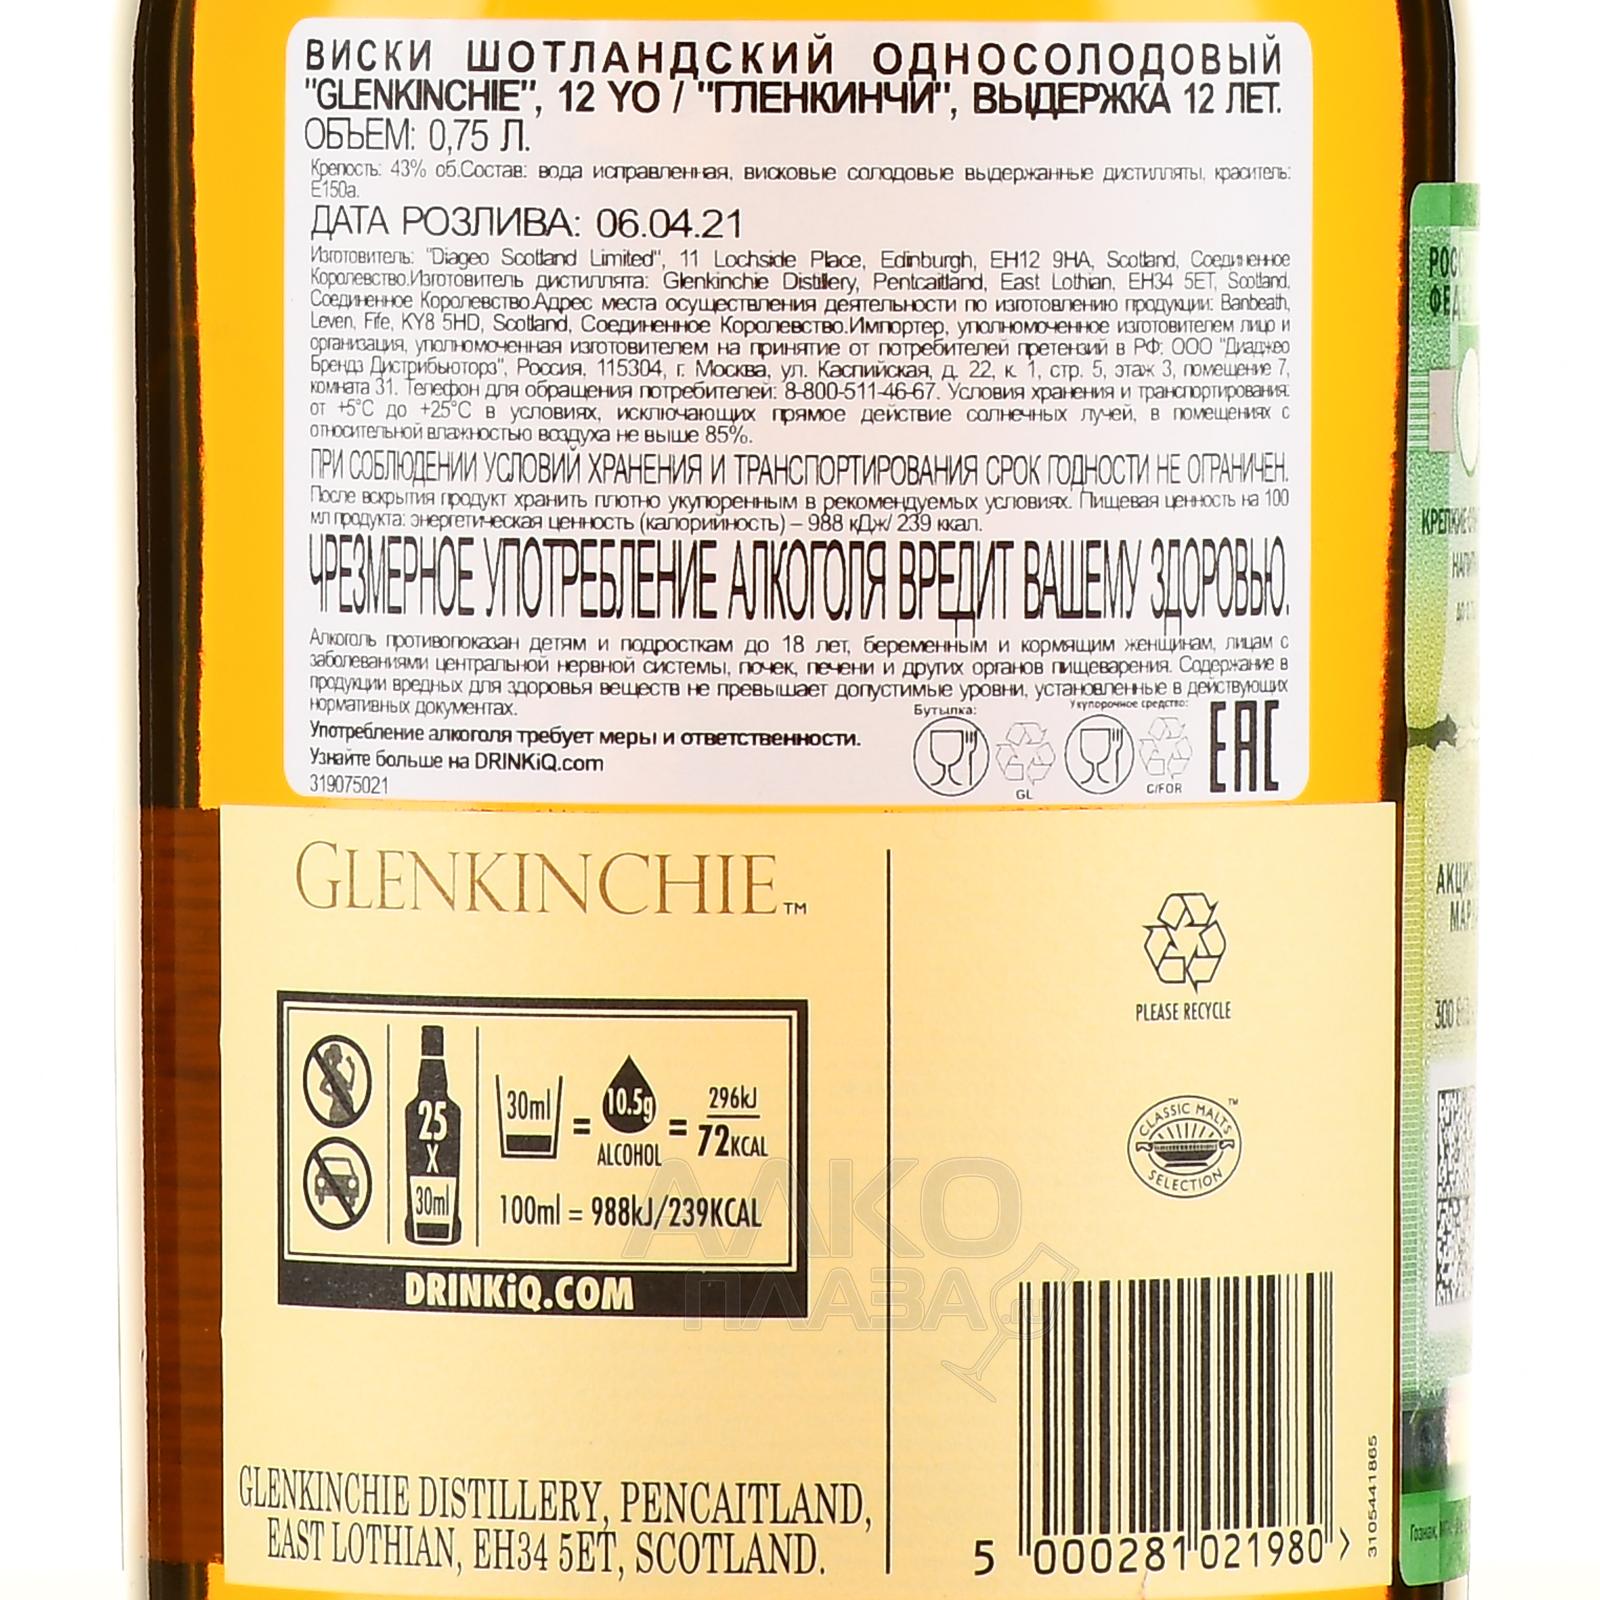 ВИСКИ ШОТЛАНДСКИЙ ОДНОСОЛОДОВЫЙ
"GLENKINCHIE", 12 YO / "ГЛЕНКИНЧИ", ВЫДЕРЖКА 12 ЛЕТ.
ОБЪЕМ: 0,75 Л.
Крепость: 43% об.Состав: вода исправленная, висковые солодовые выдержанные дистилляты, краситель:
E150a.
ДАТА РОЗЛИВА: 06.04.21
Изготовитель: "Diageo Scotland Limited", 11 Lochside Place, Edinburgh, EH12 9HA, Scotland, Соединенное
Королевство.Изготовитель дистиллята: Glenkinchie Distillery, Pentcaitland, East Lothian, EH34 5ET, Scotland,
Соединенное Королевство.Адрес места осуществления деятельности по изготовлению продукции: Banbeath,
Leven, Fife, KY8 5HD, Scotland, Соединенное Королевство.Импортер, уполномоченное изготовителем лицо и
организация, уполномоченная изготовителем на принятие от потребителей претензий в РФ: ООО "Диаджео
Брендз Дистрибьюторз", Россия, 115304, г. Москва, ул. Каспийская, д. 22, к. 1, стр. 5, этаж 3, помещение 7,
комната 31. Телефон для обращения потребителей: 8-800-511-46-67. Условия хранения и транспортирования:
от +5°С до +25°С в условиях, исключающих прямое действие солнечных лучей, в помещениях с
относительной влажностью воздуха не выше 85%.
ПРИ СОБЛЮДЕНИИ УСЛОВИЙ ХРАНЕНИЯ И ТРАНСПОРТИРОВАНИЯ СРОК ГОДНОСТИ НЕ ОГРАНИЧЕН.
После вскрытия продукт хранить плотно укупоренным в рекомендуемых условиях. Пищевая ценность на 100
мл продукта: энергетическая ценность (калорийность) – 988 кДж/ 239 ккал.
ЧРЕЗМЕРНОЕ УПОТРЕБЛЕНИЕ АЛКОГОЛЯ ВРЕДИТ ВАШЕМУ ЗДОРОВЬЮ.
Алкоголь противопоказан детям и подросткам до 18 лет, беременным и кормящим женщинам, лицам с
заболеваниями центральной нервной системы, почек, печени и других органов пищеварения. Содержание в
продукции вредных для здоровья веществ не превышает допустимые уровни, установленные в действующих
нормативных документах.
Употребление алкоголя требует меры и ответственности.
Узнайте больше на DRINKiQ.com
319075021
Бутылка:
GL
Укупорочное средство:
C/FOR
EAC
GLENKINCHIE™
25
X
30ml
30ml = 10.5g ALCOHOL = 296kJ 72KCAL
100ml = 988kJ/239KCAL
DRINKiQ.COM
GLENKINCHIE DISTILLERY, PENCAITLAND,
EAST LOTHIAN, EH34 5ET, SCOTLAND.
PLEASE RECYCLE
CLASSIC MALTS™
SELECTION
5 000281 021980 >
3105441865
АЛКО
ПЛАЗА.ru